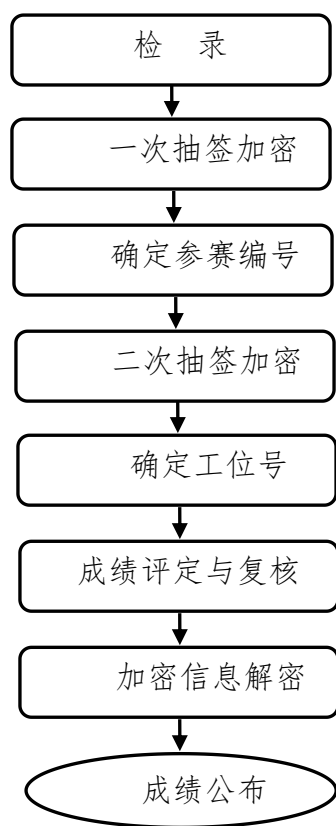 检 录
一次抽签加密
确定参赛编号
二次抽签加密
确定工位号
成绩评定与复核
加密信息解密
成绩公布